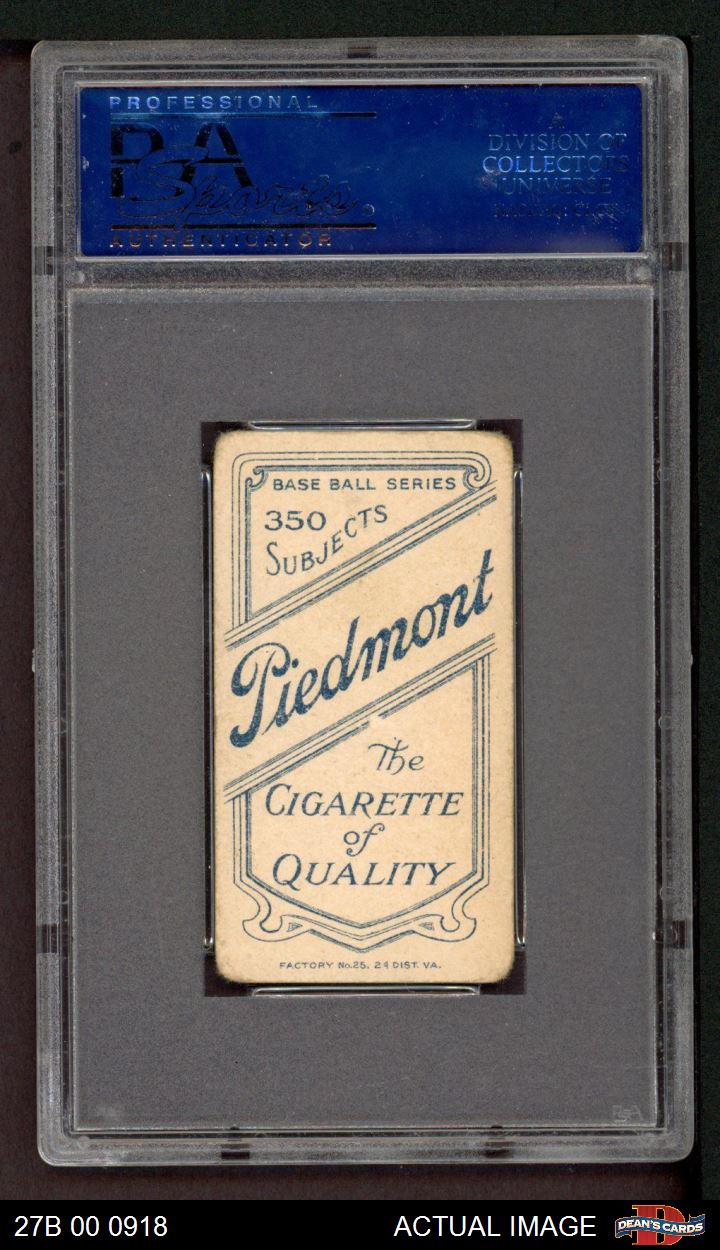 PROFESSIONAL
PSA
Sports
AUTHENTICATOR
A
DIVISION OF
COLLECTORS
UNIVERSE
BASE BALL SERIES
350
SUBJECTS
Piedmont
The
CIGARETTE
of
QUALITY
FACTORY No. 25, 2d DIST. VA.
PSA
27B 00 0918
ACTUAL IMAGE
D
DEAN'S CARDS